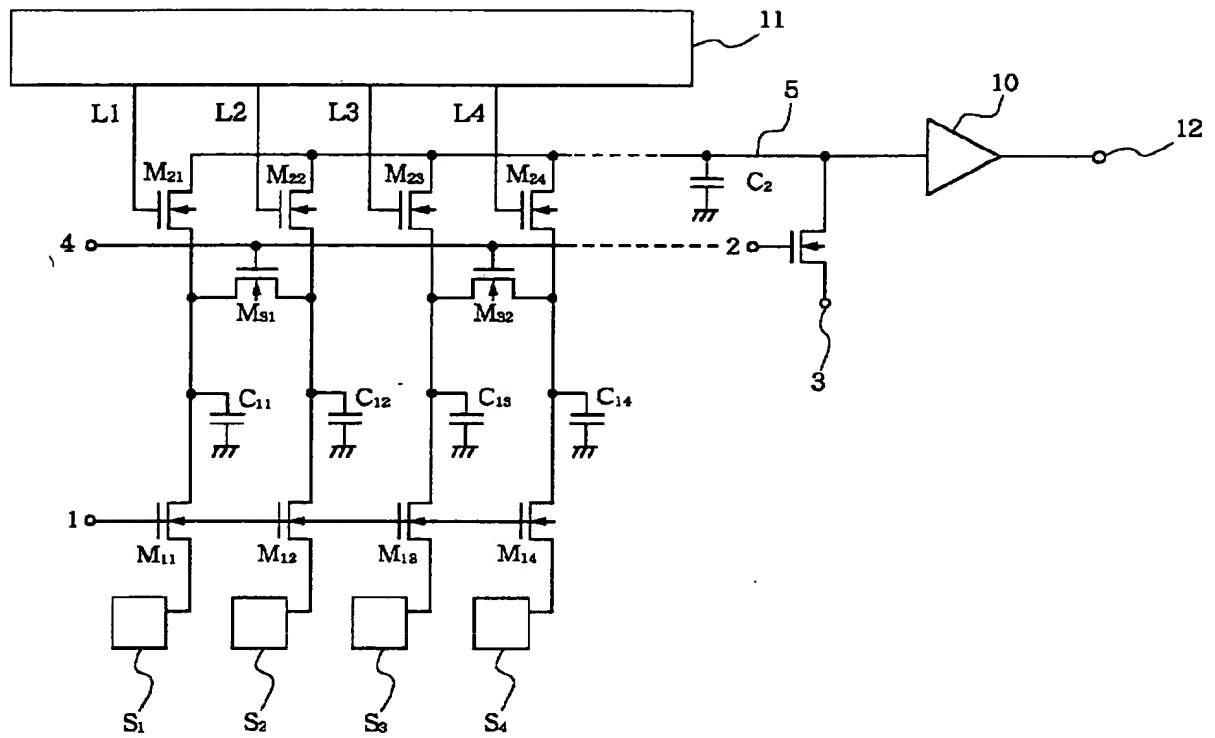 11
L1 L2 L3 L4 5 10 12
M₂₁ M₂₂ M₂₃ M₂₄ C₂
4 2
M₃₁ M₃₂
3
C₁₁ C₁₂ C₁₃ C₁₄
1
M₁₁ M₁₂ M₁₃ M₁₄
S₁ S₂ S₃ S₄